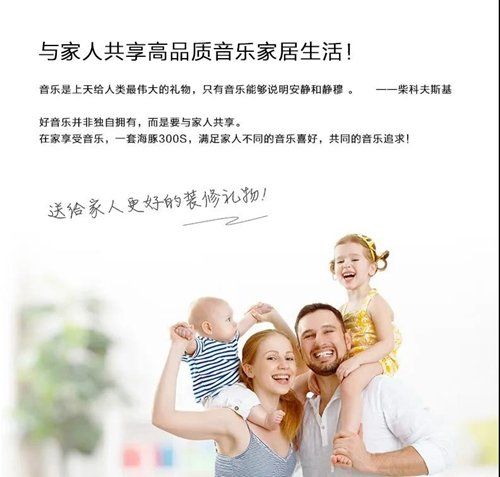 与家人共享高品质音乐家居生活！
音乐是上天给人类最伟大的礼物，只有音乐能够说明安静和静穆 。 ——柴科夫斯基
好音乐并非独自拥有，而是要与家人共享。
在家享受音乐，一套海豚300S，满足家人不同的音乐喜好，共同的音乐追求！
送给家人更好的装修礼物！